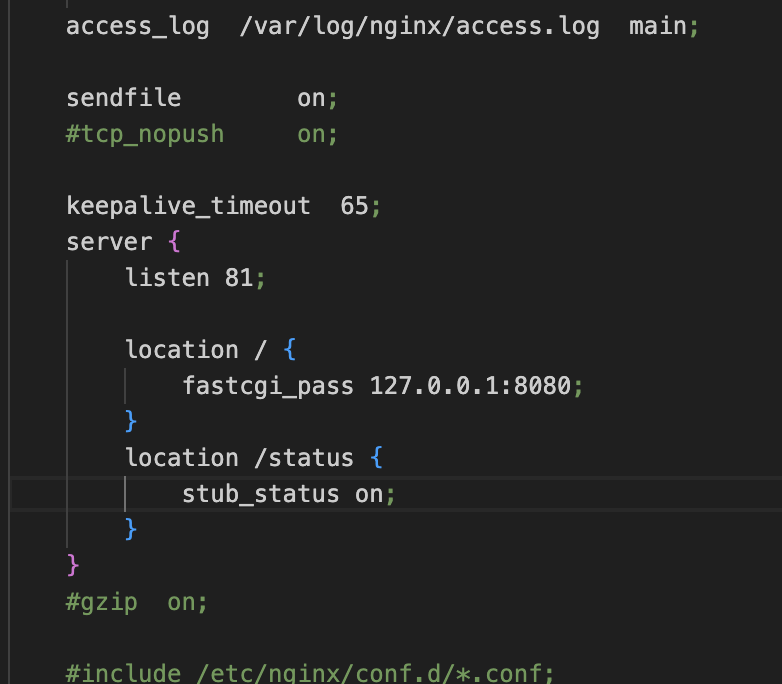 access_log  /var/log/nginx/access.log  main;
sendfile        on;
#tcp_nopush     on;
keepalive_timeout  65;
server {
listen 81;
location / {
fastcgi_pass 127.0.0.1:8080;
}
location /status {
stub_status on;
}
}
#gzip  on;
#include /etc/nginx/conf.d/*.conf;